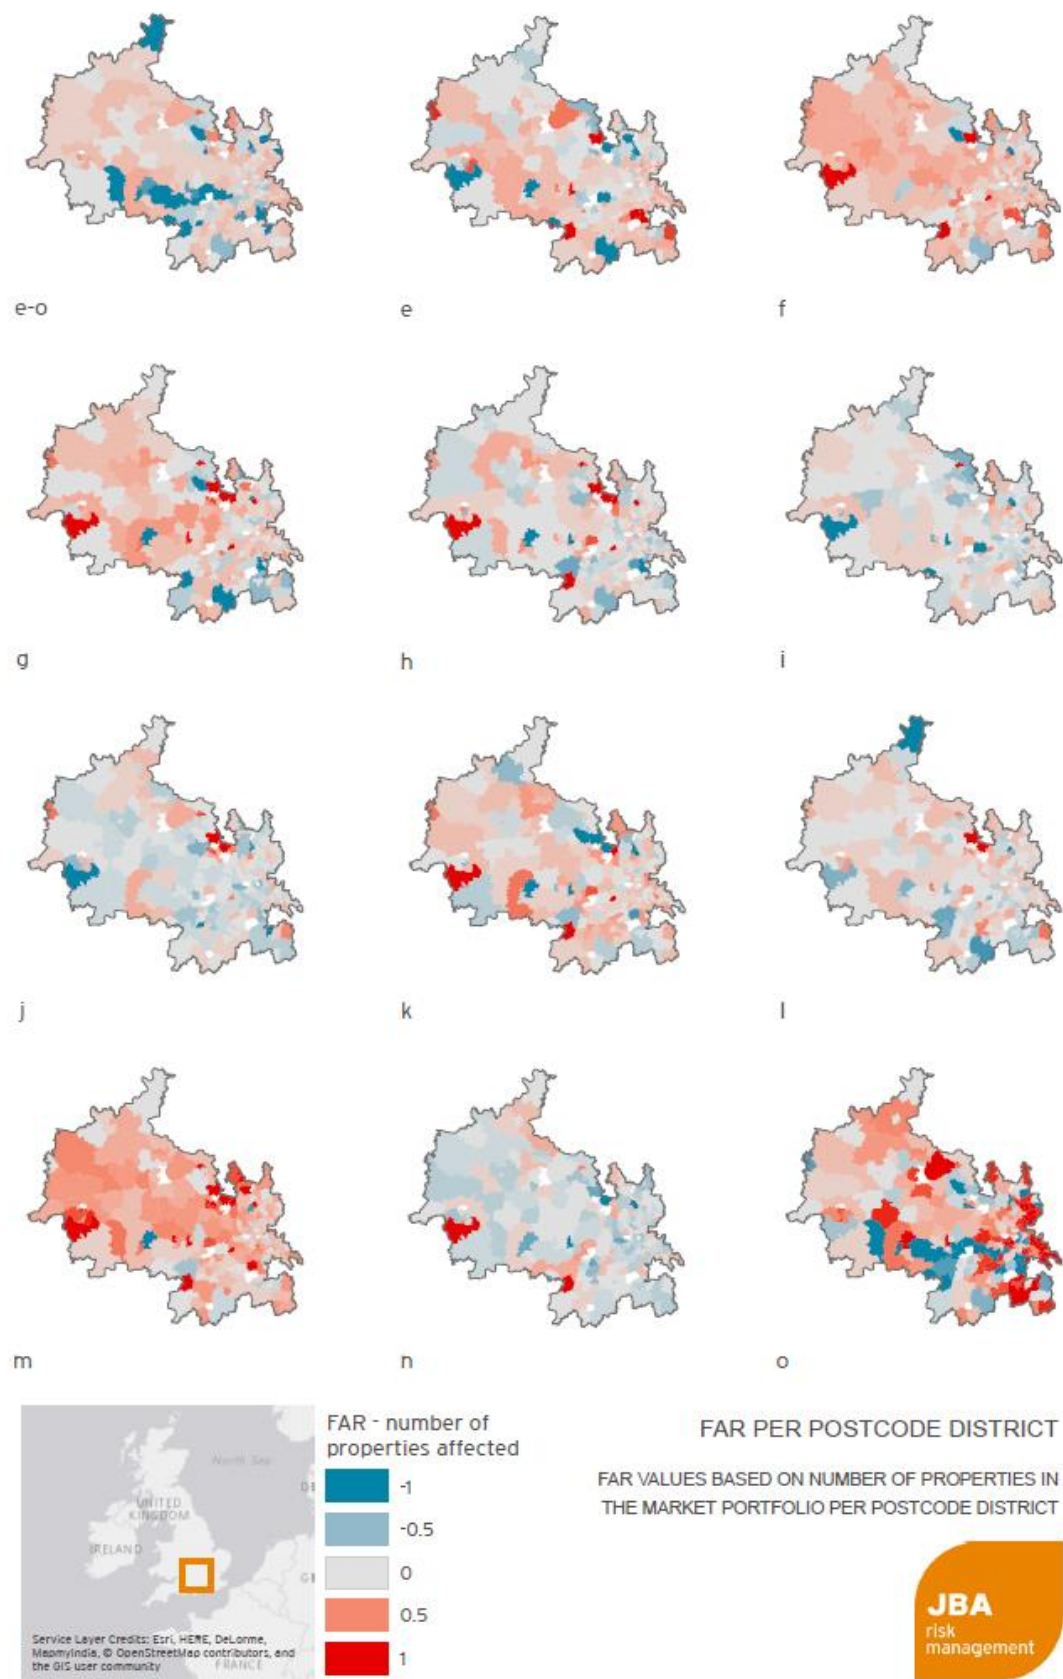 e-o
e
f
g
h
i
j
k
l
m
n
o
North Sea
UNITED
KINGDOM
IRELAND
FRANCE
Service Layer Credits: Esri, HERE, DeLorme,
MapmyIndia, © OpenStreetMap contributors, and
the GIS user community
FAR - number of
properties affected
-1
-0.5
0
0.5
1
FAR PER POSTCODE DISTRICT
FAR VALUES BASED ON NUMBER OF PROPERTIES IN
THE MARKET PORTFOLIO PER POSTCODE DISTRICT
JBA
risk
management